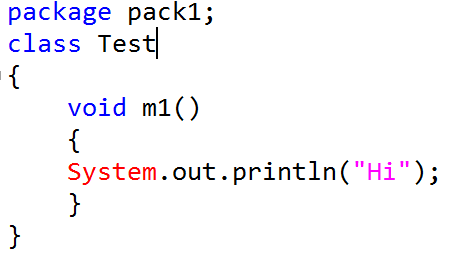 package pack1;
class Test
{
    void m1()
    {
    System.out.println("Hi");
    }
}